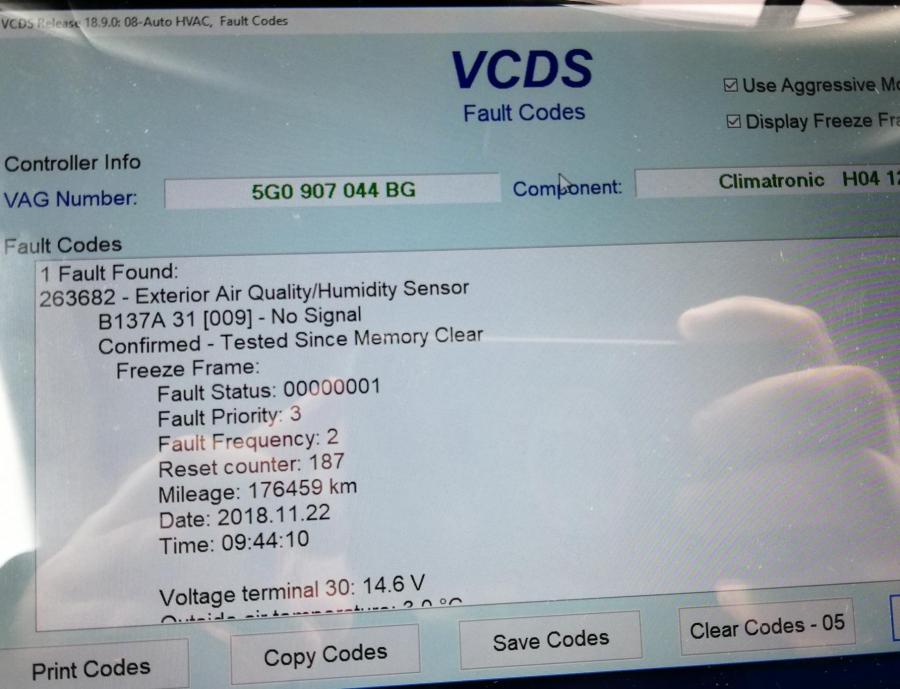 VCDS Release 18.9.0: 08-Auto HVAC, Fault Codes
VCDS
Fault Codes
Use Aggressive
Display Freeze
Controller Info
VAG Number: 5G0 907 044 BG Component: Climatronic H04
Fault Codes
1 Fault Found:
263682 - Exterior Air Quality/Humidity Sensor
B137A 31 [009] - No Signal
Confirmed - Tested Since Memory Clear
Freeze Frame:
Fault Status: 00000001
Fault Priority: 3
Fault Frequency: 2
Reset counter: 187
Mileage: 176459 km
Date: 2018.11.22
Time: 09:44:10
Voltage terminal 30: 14.6 V
Print Codes
Copy Codes
Save Codes
Clear Codes - 05